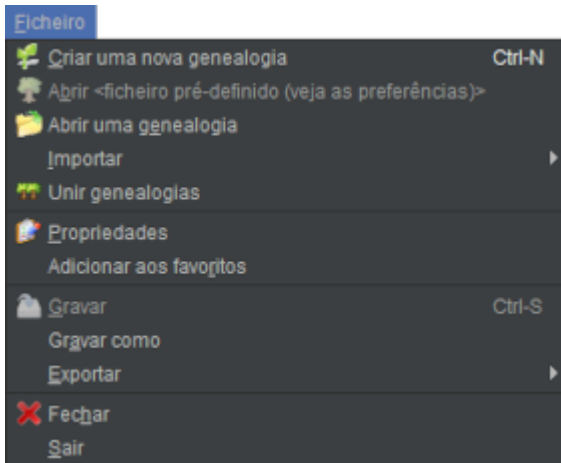 Ficheiro
Criar uma nova genealogia Ctrl-N
Abrir <ficheiro pré-definido (veja as preferências)>
Abrir uma genealogia
Importar
Unir genealogias
Propriedades
Adicionar aos favoritos
Gravar Ctrl-S
Gravar como
Exportar
Fechar
Sair